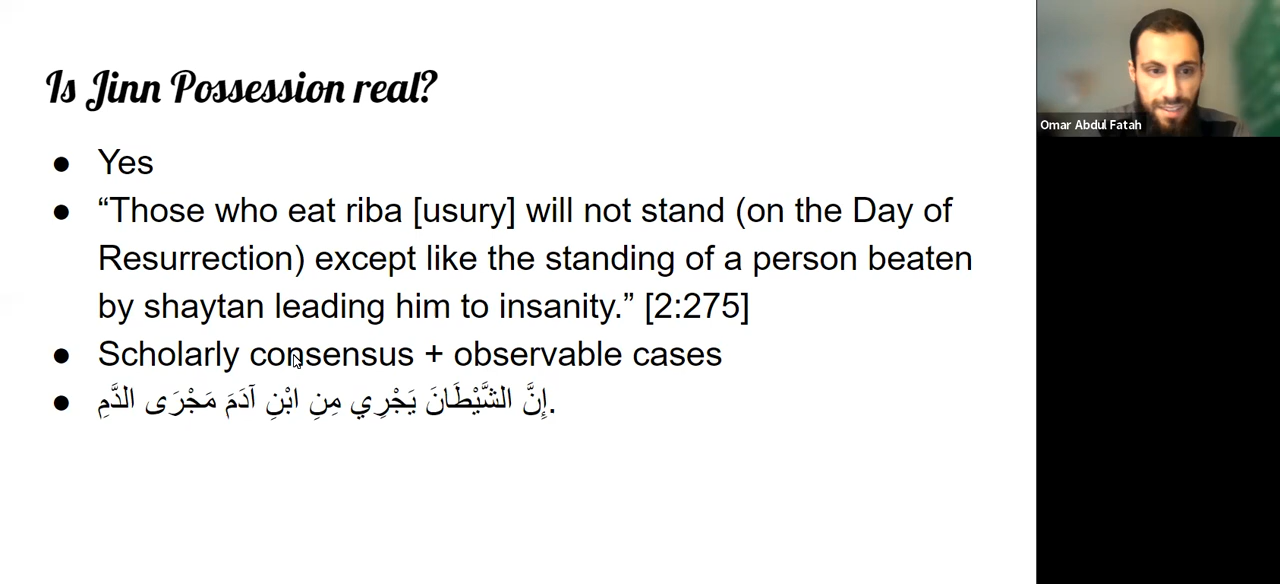 Is Jinn Possession real?
● Yes
● “Those who eat riba [usury] will not stand (on the Day of
Resurrection) except like the standing of a person beaten
by shaytan leading him to insanity.” [2:275]
● Scholarly consensus + observable cases
● إِنَّ الشَّيْطَانَ يَجْرِي مِنِ ابْنِ آدَمَ مَجْرَى الدَّمِ.
Omar Abdul Fatah